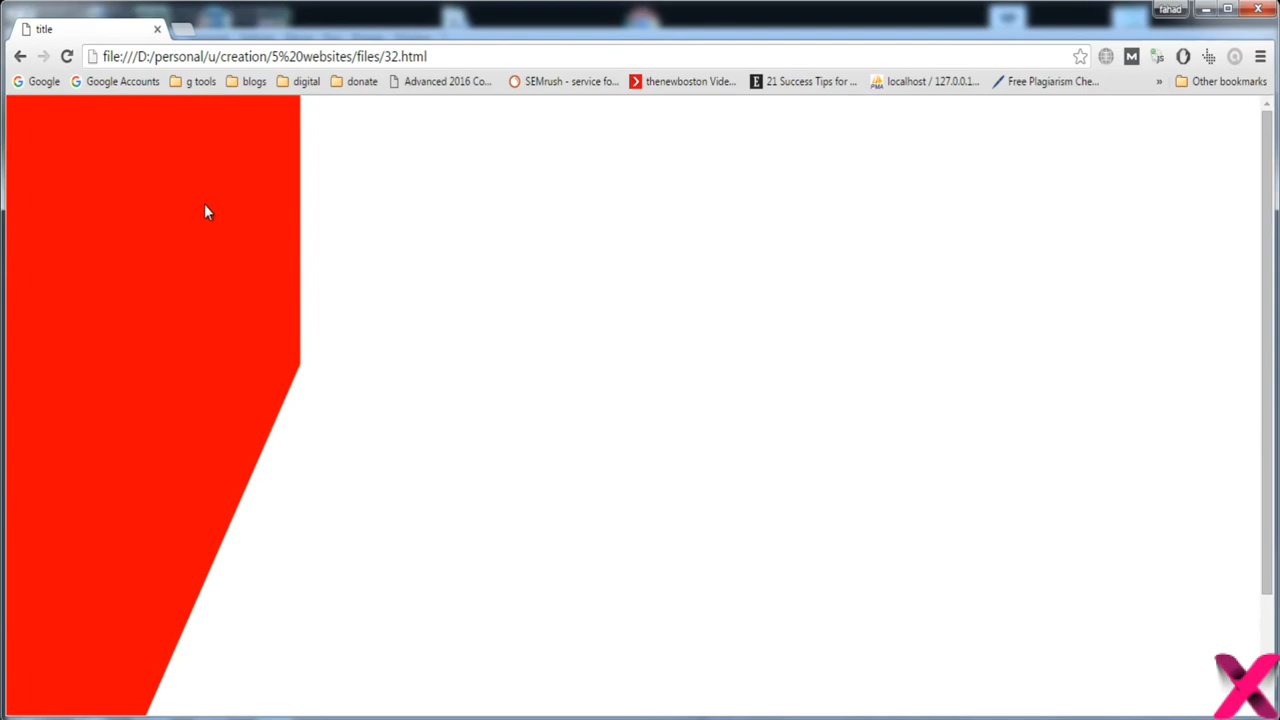 fahad
title
file:///D:/personal/u/creation/5%20websites/files/32.html
Google Google Accounts g tools blogs digital donate Advanced 2016 Co... SEMrush - service fo... thenewboston Vide... 21 Success Tips for ... localhost / 127.0.0.1... Free Plagiarism Che... » Other bookmarks